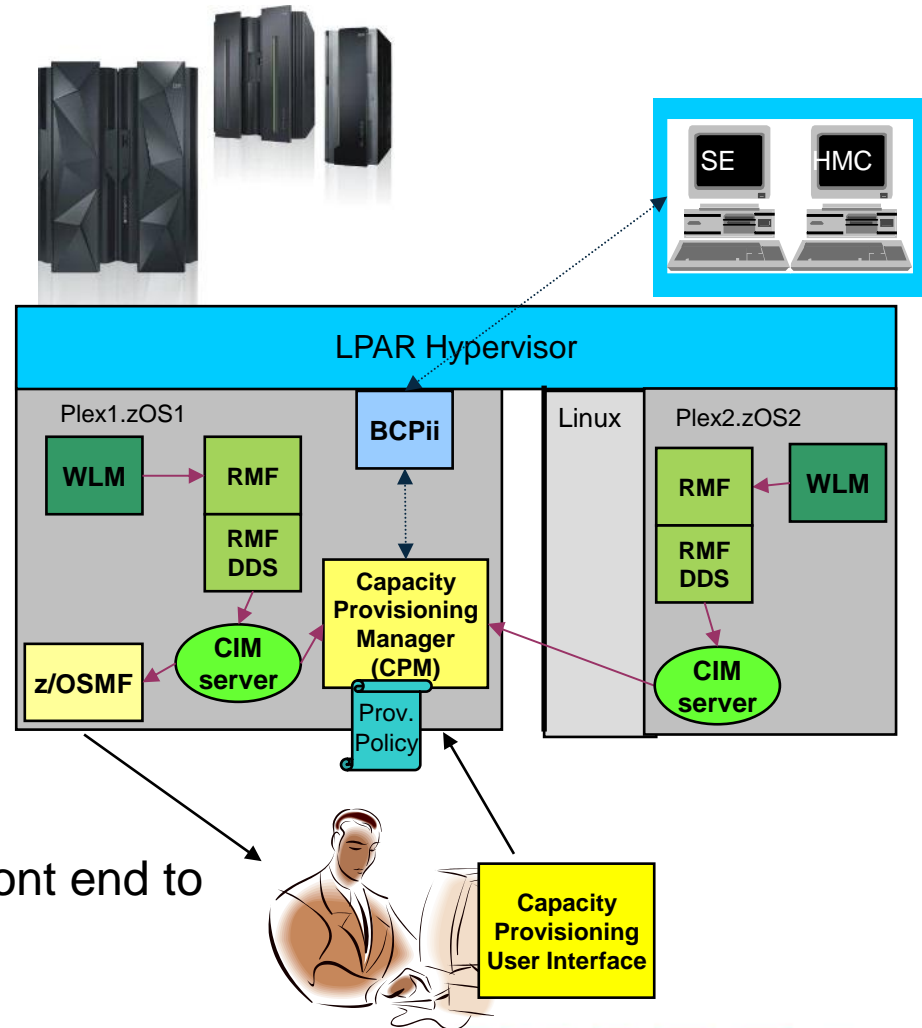 SE
HMC
LPAR Hypervisor
Plex1.zOS1
BCPii
Linux
Plex2.zOS2
WLM
RMF
RMF
WLM
RMF
DDS
RMF
DDS
Capacity
Provisioning
Manager
(CPM)
CIM
server
z/OSMF
CIM
server
Prov.
Policy
ont end to
Capacity
Provisioning
User Interface